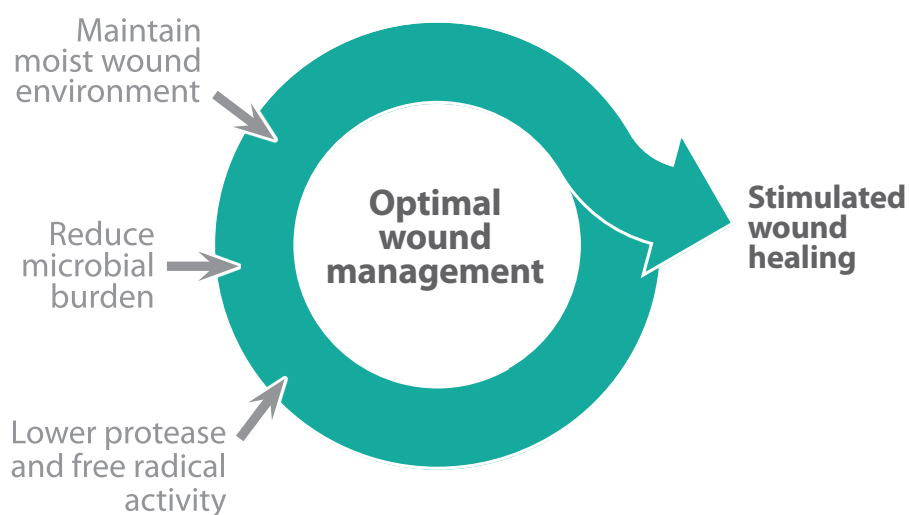 Maintain
moist wound
environment
Reduce
microbial
burden
Lower protease
and free radical
activity
Optimal
wound
management
Stimulated
wound
healing